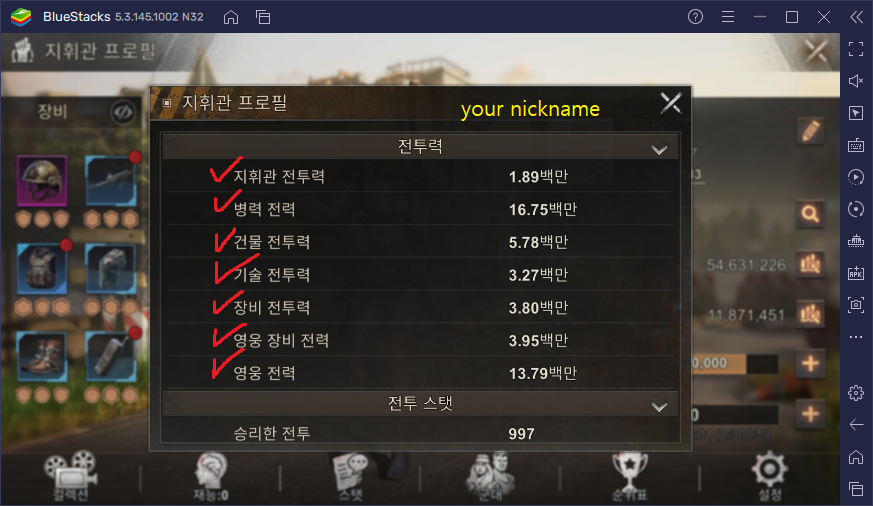 BlueStacks 5.3.145.1002 N32
지휘관 프로필
장비
지휘관 프로필
your nickname
전투력
지휘관 전투력 1.89백만
병력 전력 16.75백만
건물 전투력 5.78백만
기술 전투력 3.27백만
장비 전투력 3.80백만
영웅 장비 전력 3.95백만
영웅 전력 13.79백만
전투 스탯
승리한 전투 997
54,631,226
11,871,451
컬렉션 재능:0 스탯 군대 순위표 설정